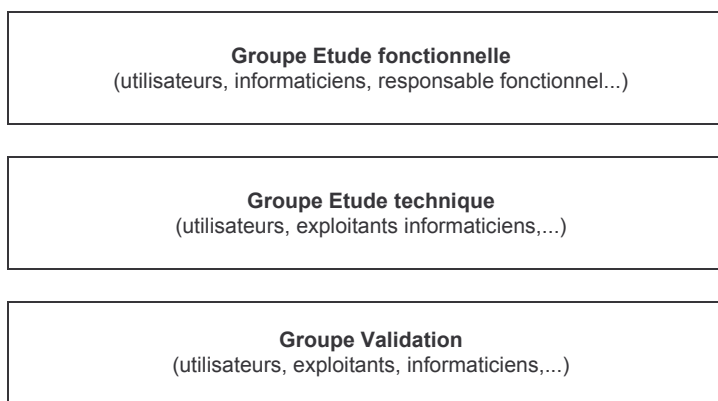 Groupe Etude fonctionnelle
(utilisateurs, informaticiens, responsable fonctionnel...)
Groupe Etude technique
(utilisateurs, exploitants informaticiens,...)
Groupe Validation
(utilisateurs, exploitants, informaticiens,...)